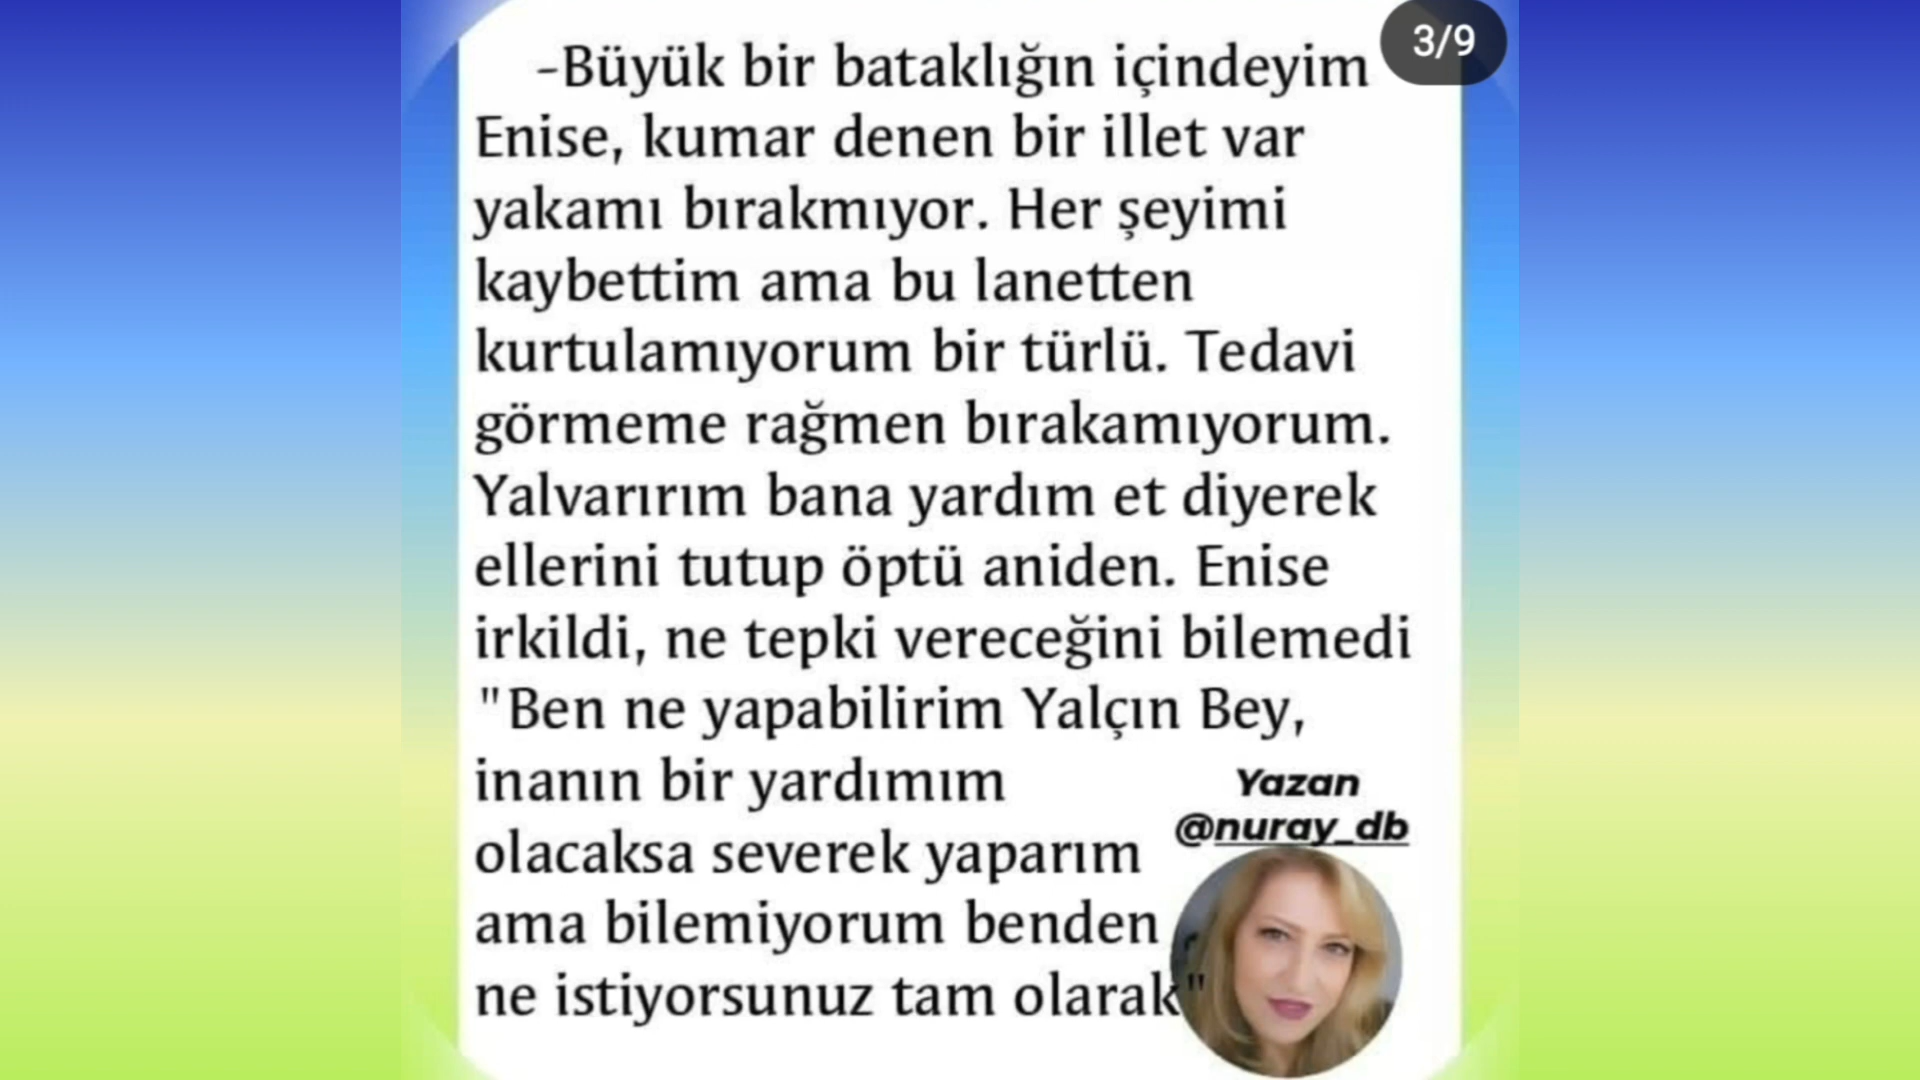 3/9
-Büyük bir bataklığın içindeyim
Enise, kumar denen bir illet var
yakamı bırakmıyor. Her şeyimi
kaybettim ama bu lanetten
kurtulamıyorum bir türlü. Tedavi
görmeme rağmen bırakamıyorum.
Yalvarırım bana yardım et diyerek
ellerini tutup öptü aniden. Enise
irkildi, ne tepki vereceğini bilemedi
"Ben ne yapabilirim Yalçın Bey,
inanın bir yardımım
olacaksa severek yaparım
ama bilemiyorum benden
ne istiyorsunuz tam olarak"
Yazan
@nuray_db